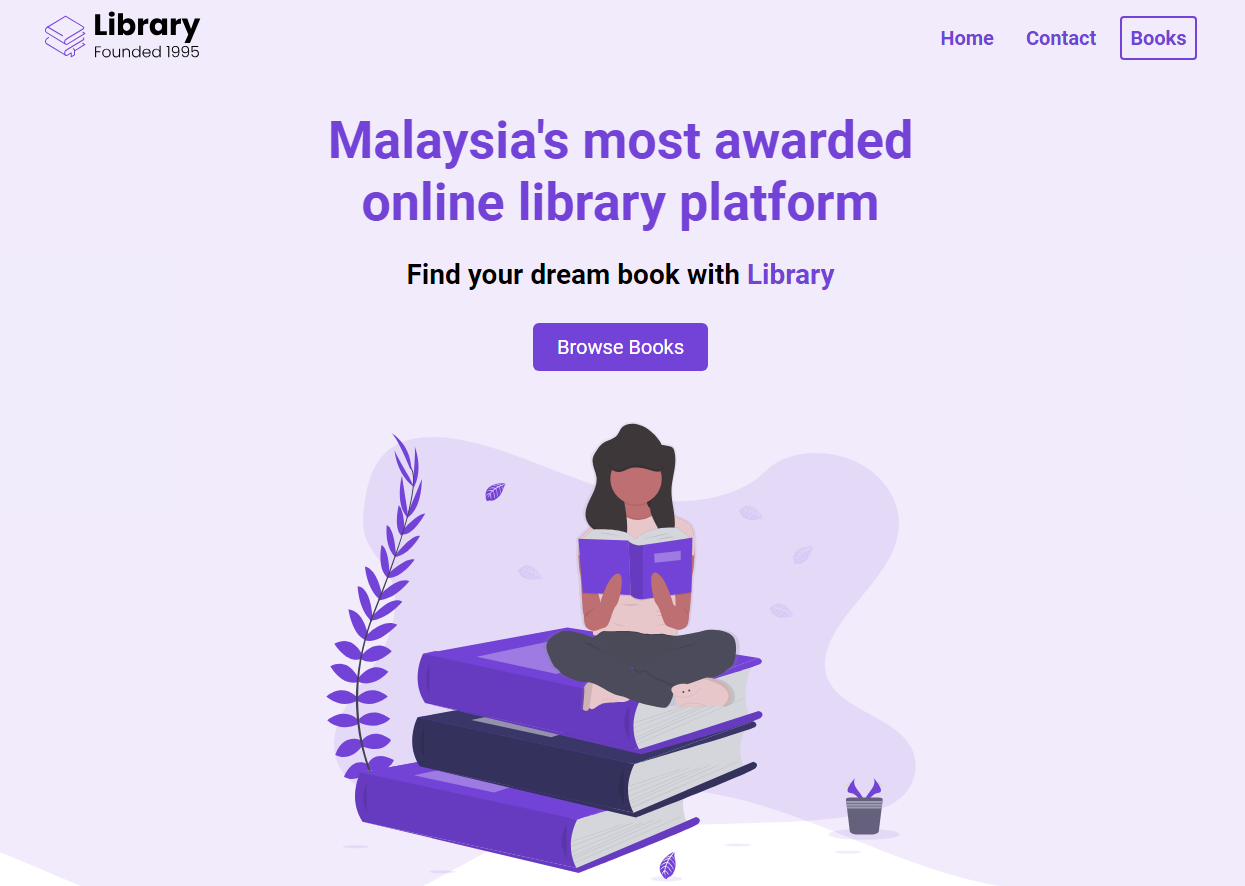 Library
Founded 1995
Home
Contact
Books
Malaysia's most awarded
online library platform
Find your dream book with Library
Browse Books